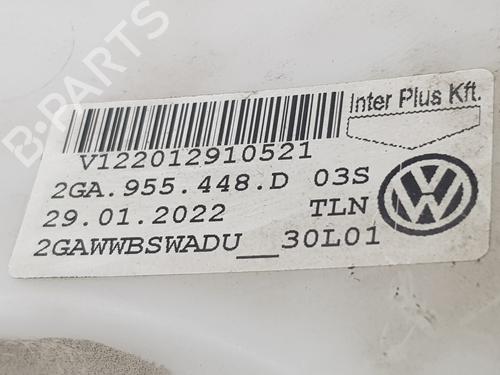 B-PARTS
Inter Plus Kft.
V122012910521
2GA.955.448.D 03S
29.01.2022 TLN
2GAWWBSWADU__30L01